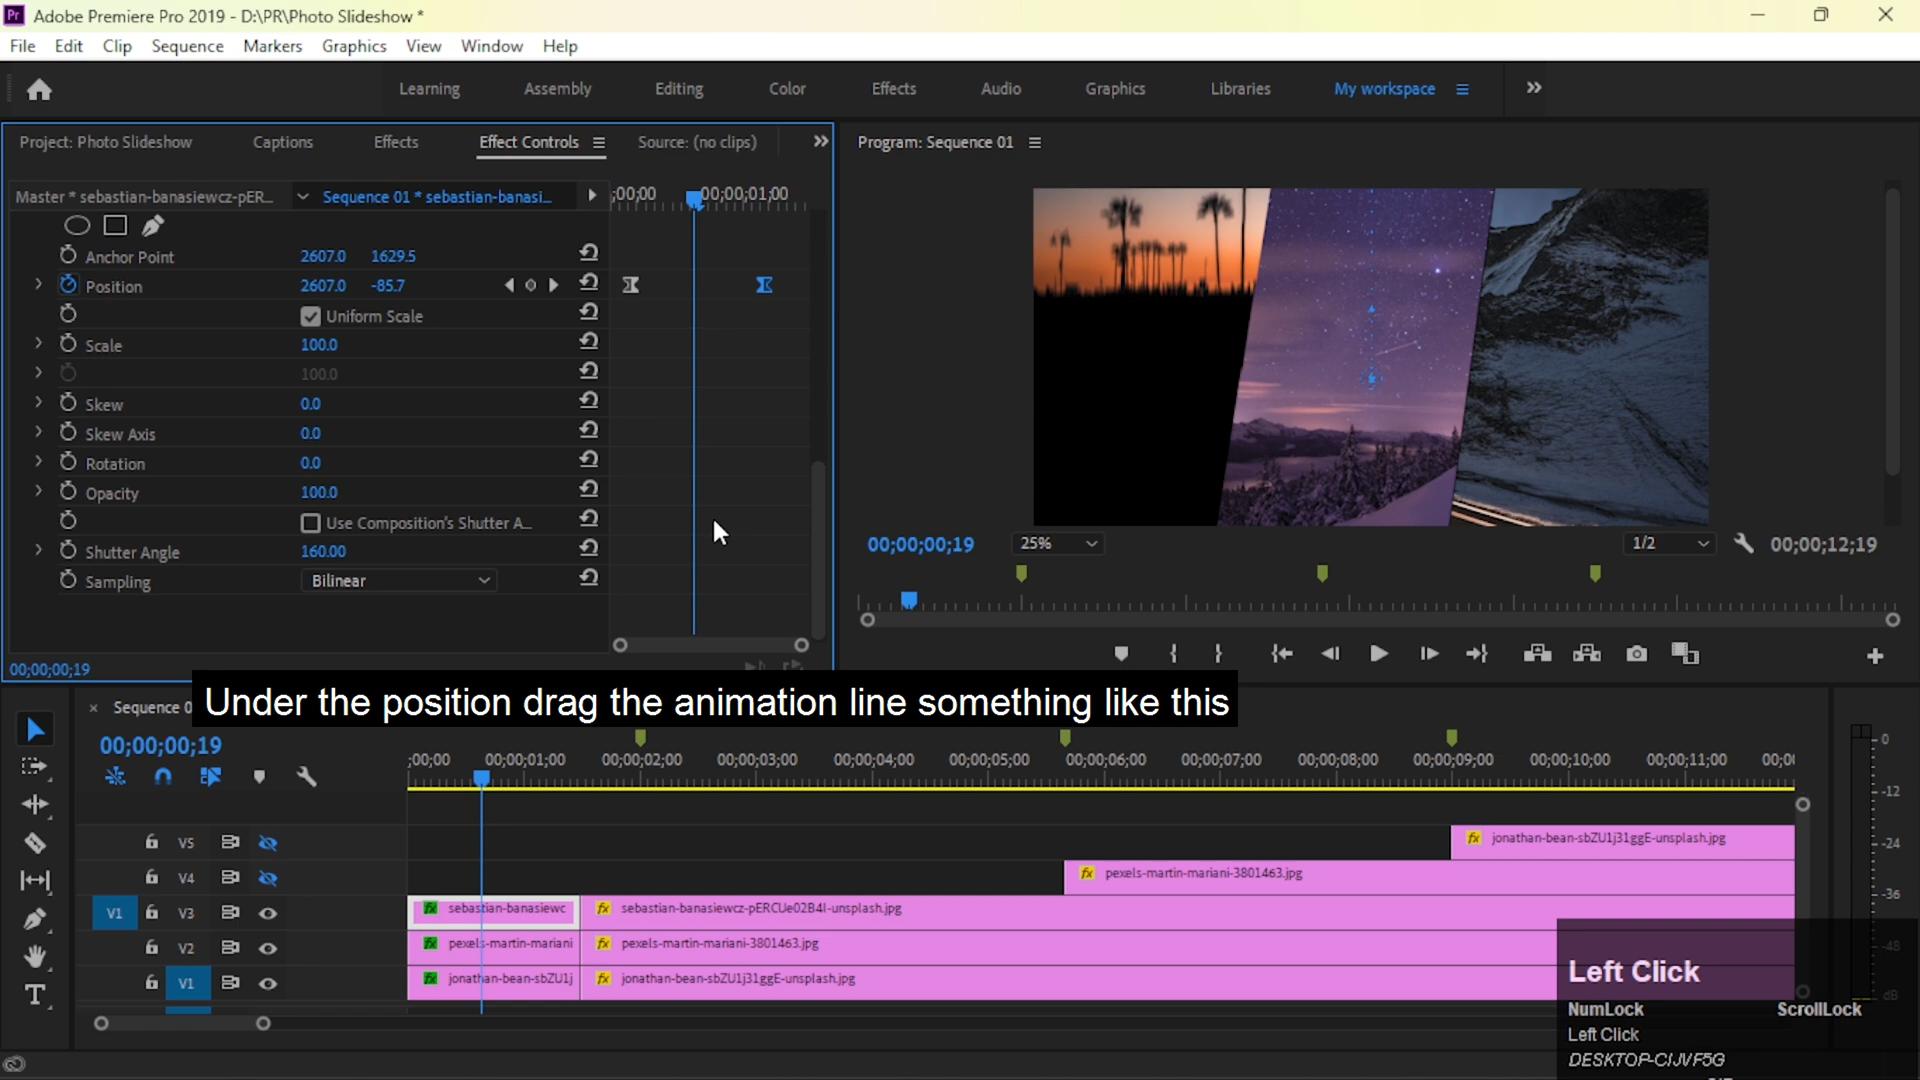 Pr Adobe Premiere Pro 2019 - D:\PR\Photo Slideshow *
File Edit Clip Sequence Markers Graphics View Window Help
Learning Assembly Editing Color Effects Audio Graphics Libraries My workspace
Project: Photo Slideshow Captions Effects Effect Controls Source: (no clips)
Program: Sequence 01
Master * sebastian-banasiewcz-pER... Sequence 01 * sebastian-banasi...
;00;00 00;00;01;00
Anchor Point 2607.0 1629.5
Position 2607.0 -85.7
Uniform Scale
Scale 100.0
100.0
Skew 0.0
Skew Axis 0.0
Rotation 0.0
Opacity 100.0
Use Composition's Shutter A...
Shutter Angle 160.00
Sampling Bilinear
00;00;00;19
00;00;00;19 25% 1/2 00;00;12;19
Under the position drag the animation line something like this
Sequence 0
00;00;00;19
;00;00 00;00;01;00 00;00;02;00 00;00;03;00 00;00;04;00 00;00;05;00 00;00;06;00 00;00;07;00 00;00;08;00 00;00;09;00 00;00;10;00 00;00;11;00 00;0
V5 fx jonathan-bean-sbZU1j31ggE-unsplash.jpg
V4 fx pexels-martin-mariani-3801463.jpg
V1 V3 fx sebastian-banasiewc fx sebastian-banasiewcz-pERCUe02B4I-unsplash.jpg
V2 fx pexels-martin-mariani fx pexels-martin-mariani-3801463.jpg
V1 fx jonathan-bean-sbZU1j fx jonathan-bean-sbZU1j31ggE-unsplash.jpg
0
-12
-24
-36
-48
dB
Left Click
NumLock ScrollLock
Left Click
DESKTOP-CIJVF5G